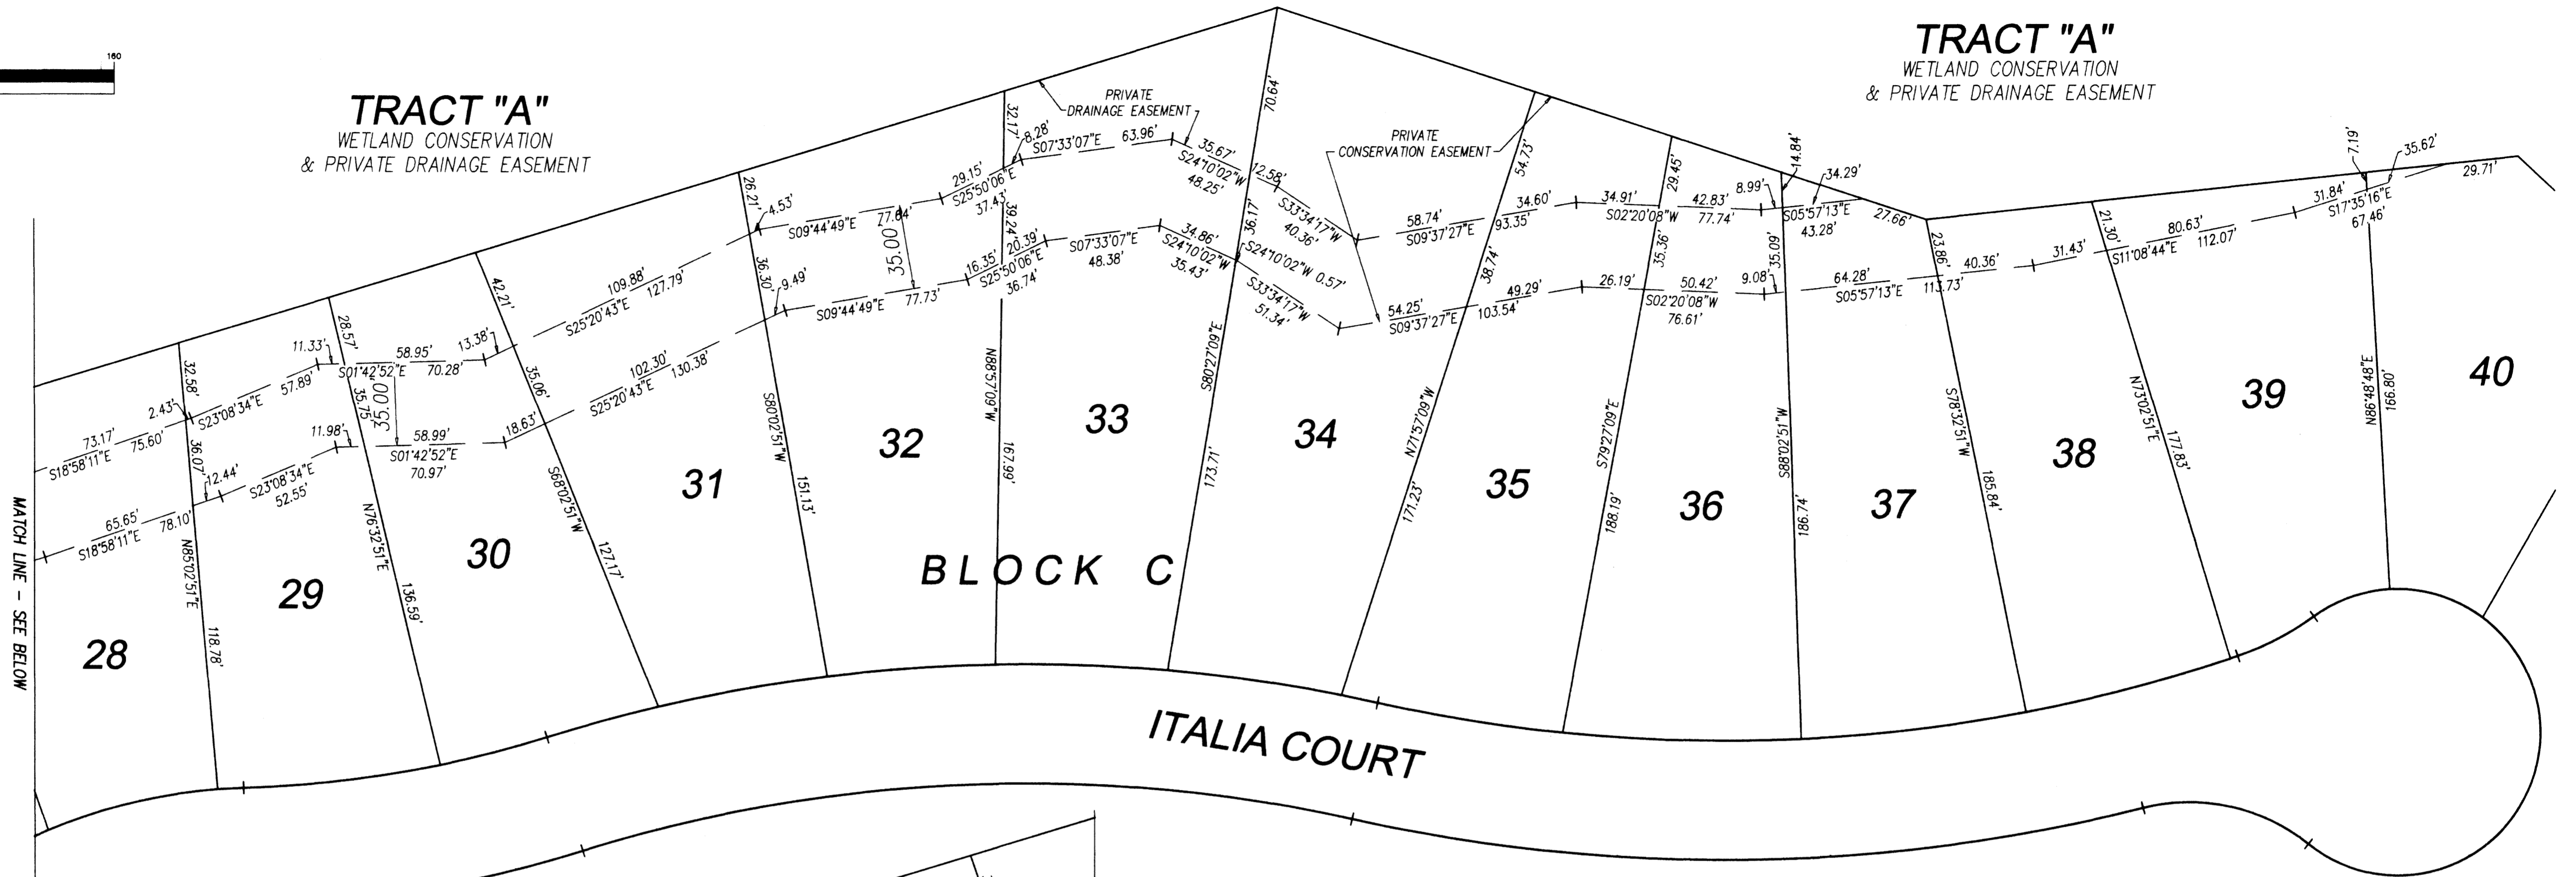 160
TRACT "A"
WETLAND CONSERVATION
& PRIVATE DRAINAGE EASEMENT
TRACT "A"
WETLAND CONSERVATION
& PRIVATE DRAINAGE EASEMENT
PRIVATE
DRAINAGE EASEMENT
PRIVATE
CONSERVATION EASEMENT
MATCH LINE - SEE BELOW
73.17'
75.60'
S18°58'11"E
2.43'
32.58'
S23°08'34"E
57.89'
11.33'
28.57'
58.95'
S01°42'52"E
70.28'
13.38'
42.21'
109.88'
S25°20'43"E
127.79'
26.21'
4.53'
S09°44'49"E
77.64'
29.15'
S25°50'06"E
37.43'
32.17'
8.28'
S07°33'07"E
63.96'
35.67'
S24°10'02"W
48.25'
70.64'
12.58'
S33°34'17"W
40.36'
58.74'
S09°37'27"E
93.35'
34.60'
54.73'
34.91'
S02°20'08"W
29.45'
42.83'
77.74'
8.99'
14.84'
34.29'
S05°57'13"E
43.28'
27.66'
7.19'
35.62'
31.84'
S17°35'16"E
67.46'
29.71'
65.65'
78.10'
S18°58'11"E
36.07'
12.44'
S23°08'34"E
52.55'
11.98'
35.75'
35.00'
58.99'
S01°42'52"E
70.97'
18.63'
35.06'
102.30'
S25°20'43"E
130.38'
36.30'
9.49'
S09°44'49"E
77.73'
35.00'
16.35'
20.39'
S25°50'06"E
36.74'
39.24'
S07°33'07"E
48.38'
34.86'
S24°10'02"W
35.43'
36.17'
S24°10'02"W 0.57'
S33°34'17"W
51.34'
54.25'
S09°37'27"E
103.54'
49.29'
38.74'
26.19'
S02°20'08"W
76.61'
35.36'
50.42'
9.08'
35.09'
64.28'
S05°57'13"E
113.73'
23.86'
40.36'
31.43'
S11°08'44"E
112.07'
21.30'
80.63'
N85°02'51"E
118.78'
N76°32'51"E
136.59'
S68°02'51"W
127.17'
S80°02'51"W
151.13'
N88°57'09"W
167.99'
S80°27'09"E
173.71'
N71°57'09"W
171.23'
S79°27'09"E
188.19'
S88°02'51"W
186.74'
S78°32'51"W
185.84'
N73°02'51"E
177.83'
N86°48'48"E
166.80'
28
29
30
31
32
33
34
35
36
37
38
39
40
BLOCK C
ITALIA COURT